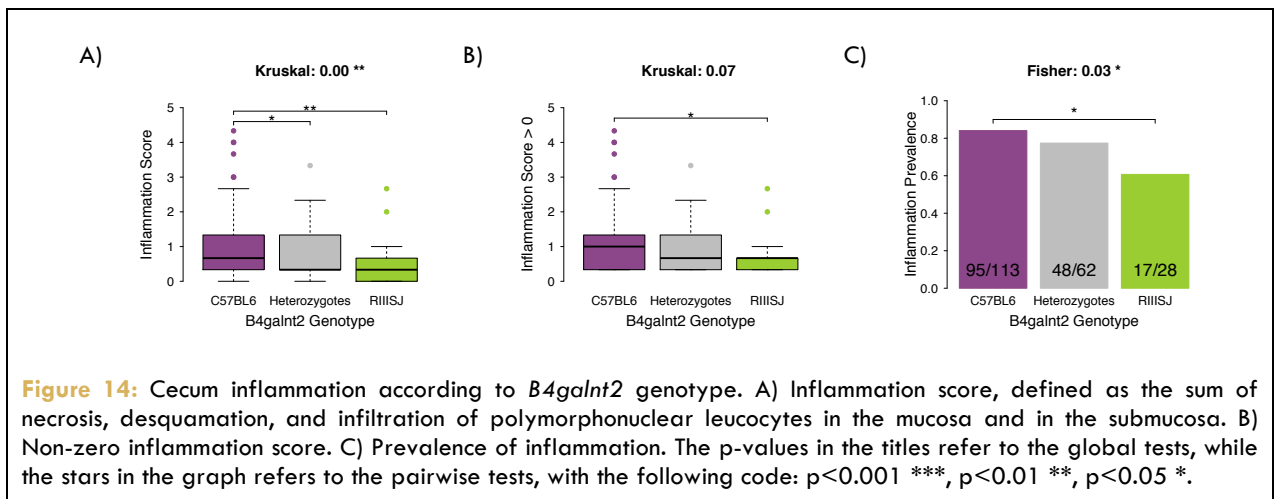 A)
Kruskal: 0.00 **
Inflammation Score
5
4
3
2
1
0
**
*
C57BL6 Heterozygotes RIIISJ
B4galnt2 Genotype
B)
Kruskal: 0.07
Inflammation Score > 0
5
4
3
2
1
0
*
C57BL6 Heterozygotes RIIISJ
B4galnt2 Genotype
C)
Fisher: 0.03 *
Inflammation Prevalence
1.0
0.8
0.6
0.4
0.2
0.0
*
95/113 48/62 17/28
C57BL6 Heterozygotes RIIISJ
B4galnt2 Genotype
Figure 14: Cecum inflammation according to B4galnt2 genotype. A) Inflammation score, defined as the sum of
necrosis, desquamation, and infiltration of polymorphonuclear leucocytes in the mucosa and in the submucosa. B)
Non-zero inflammation score. C) Prevalence of inflammation. The p-values in the titles refer to the global tests, while
the stars in the graph refers to the pairwise tests, with the following code: p<0.001 ***, p<0.01 **, p<0.05 *.